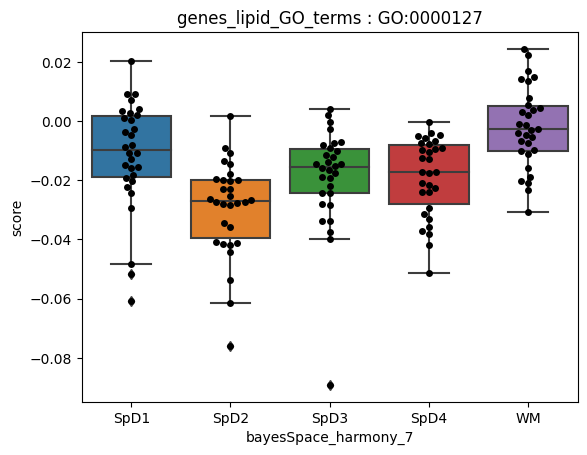 genes_lipid_GO_terms : GO:0000127
score
0.02
0.00
−0.02
−0.04
−0.06
−0.08
SpD1 SpD2 SpD3 SpD4 WM
bayesSpace_harmony_7